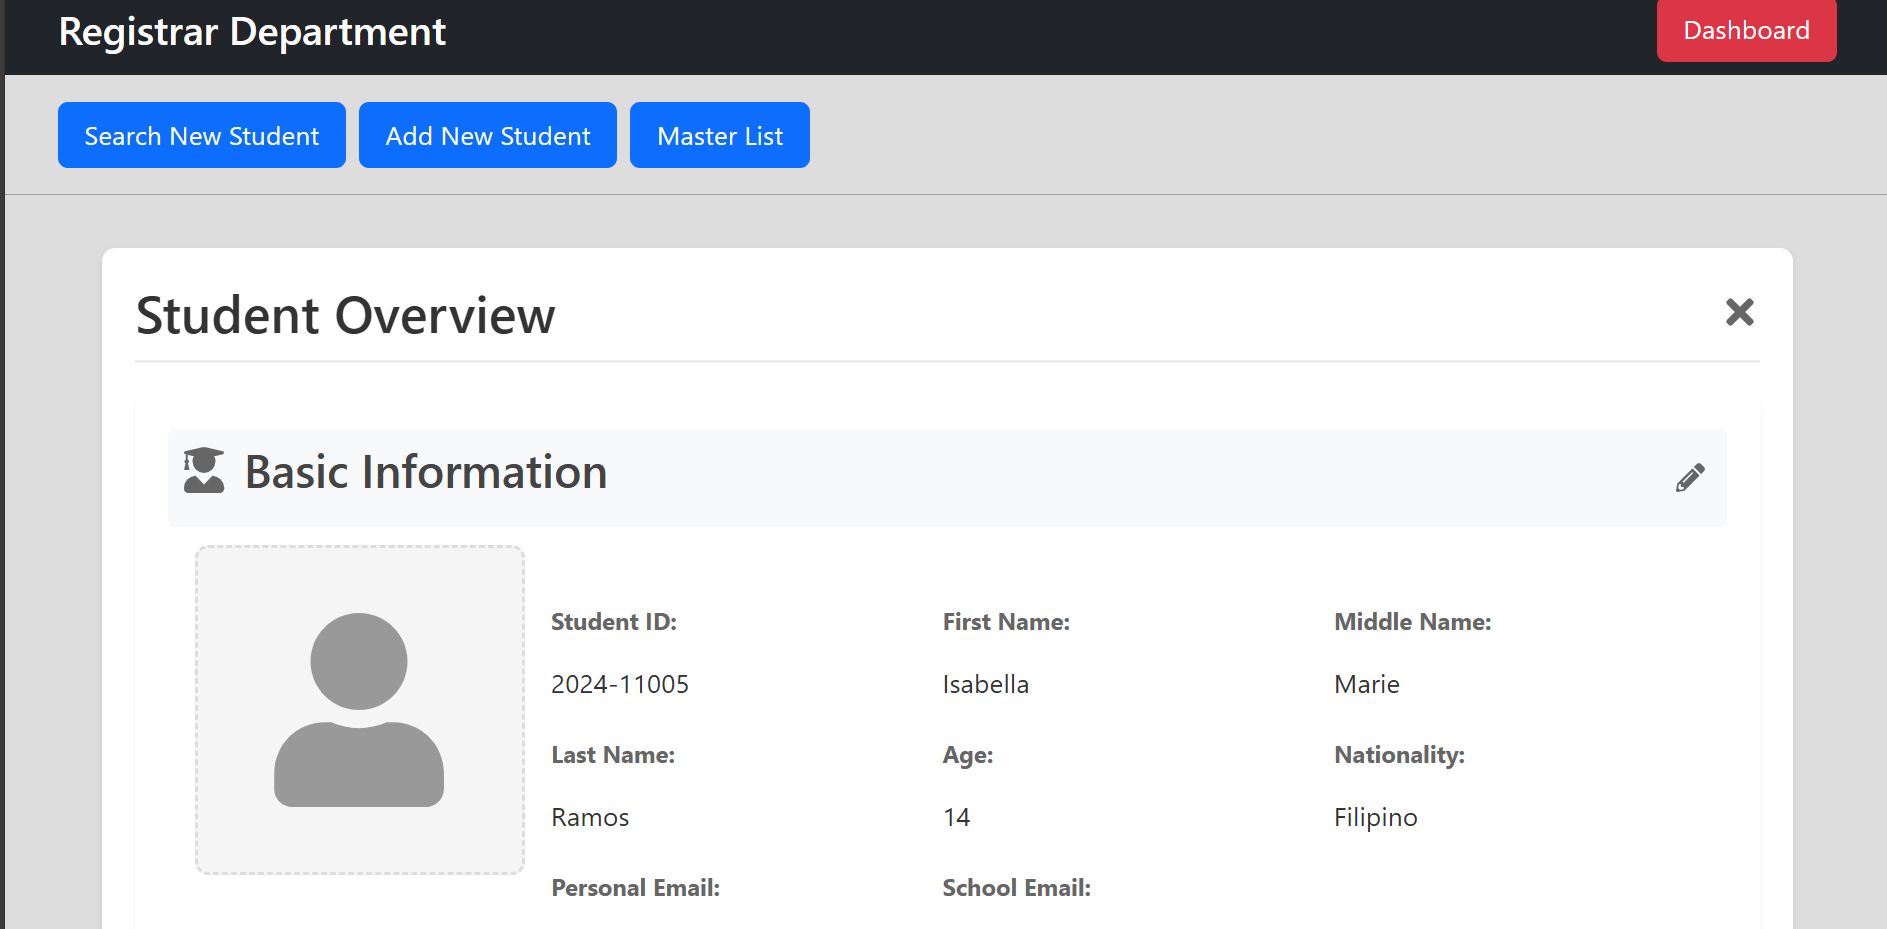 Registrar Department
Dashboard
Search New Student
Add New Student
Master List
Student Overview
Basic Information
Student ID:
First Name:
Middle Name:
2024-11005
Isabella
Marie
Last Name:
Age:
Nationality:
Ramos
14
Filipino
Personal Email:
School Email: